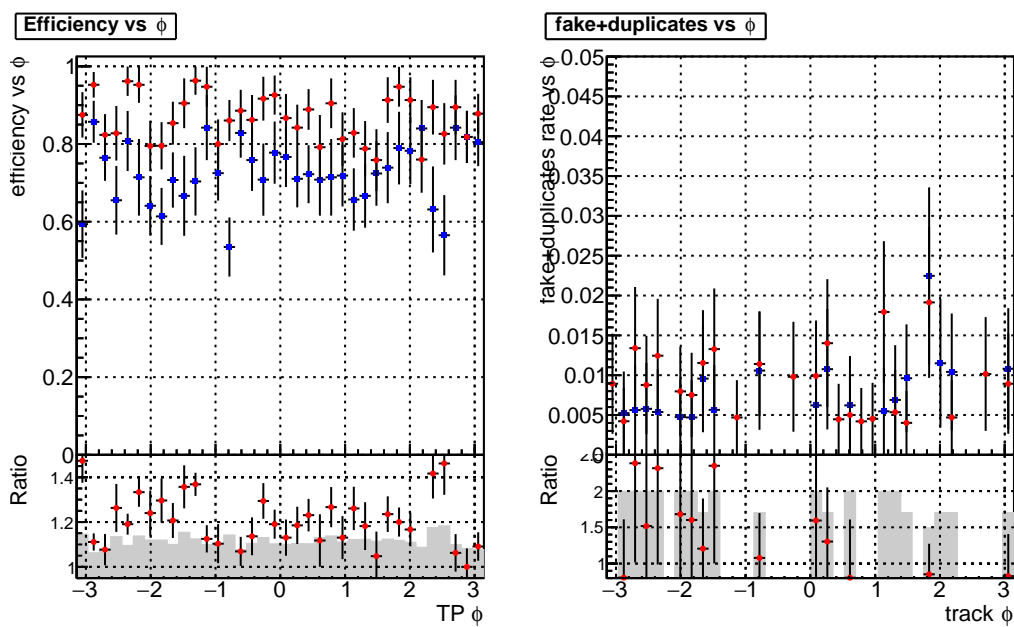 Efficiency vs ϕ
efficiency vs ϕ
1
0.8
0.6
0.4
0.2
0
Ratio
1.4
1.2
1
−3 −2 −1 0 1 2 3
TP ϕ
fake+duplicates vs ϕ
fake+duplicates rate vs ϕ
0.05
0.045
0.04
0.035
0.03
0.025
0.02
0.015
0.01
0.005
0
Ratio
2
1.5
1
−3 −2 −1 0 1 2 3
track ϕ